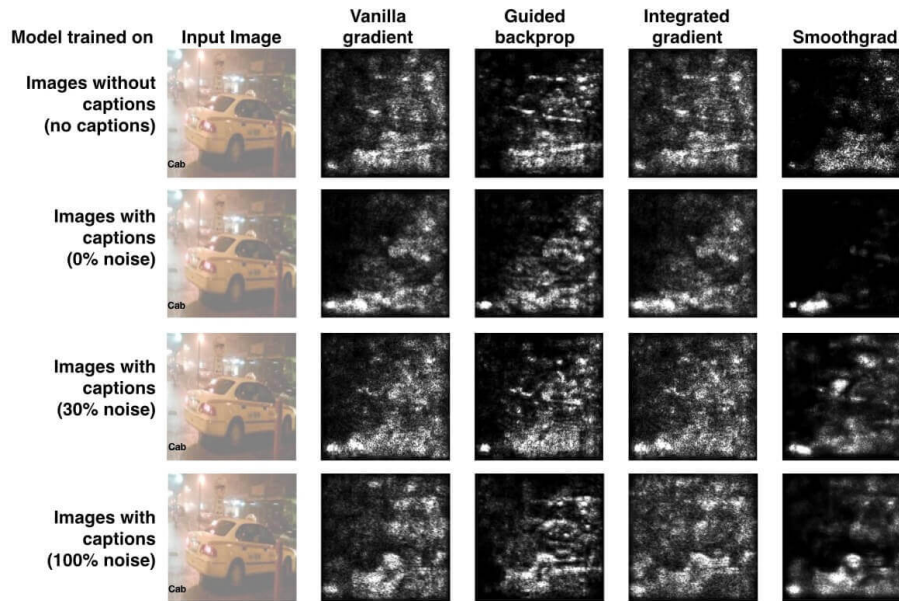 Model trained on
Input Image
Vanilla
gradient
Guided
backprop
Integrated
gradient
Smoothgrad
Images without
captions
(no captions)
Cab
Images with
captions
(0% noise)
Cab
Images with
captions
(30% noise)
Cab
Images with
captions
(100% noise)
Cab